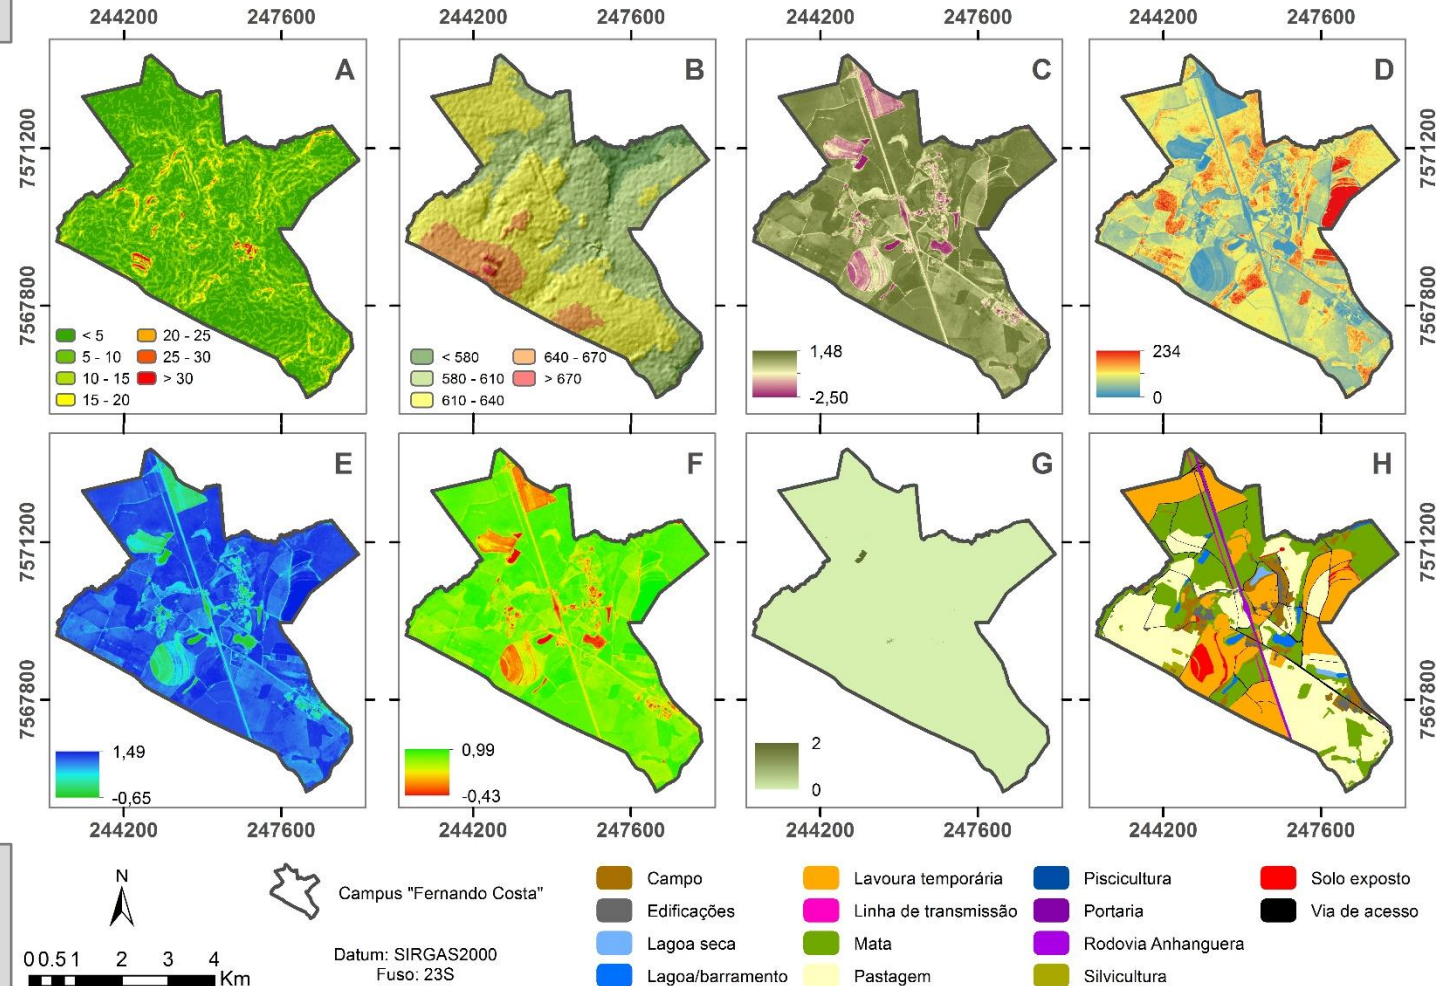 244200 247600 244200 247600 244200 247600 244200 247600
A B C D
7571200 7571200
7567800 7567800
< 5 20 - 25
5 - 10 25 - 30
10 - 15 > 30
15 - 20
< 580 640 - 670
580 - 610 > 670
610 - 640
1,48
-2,50
234
0
E F G H
7571200 7571200
7567800 7567800
1,49
-0,65
0,99
-0,43
2
0
244200 247600 244200 247600 244200 247600 244200 247600
N
0 0.5 1 2 3 4
Km
Campus "Fernando Costa"
Datum: SIRGAS2000
Fuso: 23S
Campo Lavoura temporária Piscicultura Solo exposto
Edificações Linha de transmissão Portaria Via de acesso
Lagoa seca Mata Rodovia Anhanguera
Lagoa/barramento Pastagem Silvicultura